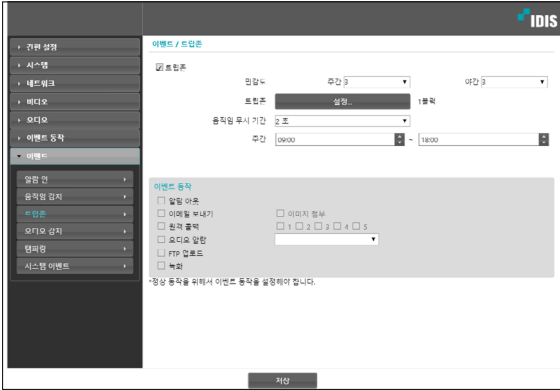 IDIS
간편 설정
시스템
네트워크
비디오
오디오
이벤트 동작
이벤트
알람 인
움직임 감지
트립존
오디오 감지
탬퍼링
시스템 이벤트
이벤트 / 트립존
트립존
민감도 주간 3 야간 3
트립존 설정... 1블럭
움직임 무시 기간 2 초
주간 09:00 ~ 18:00
이벤트 동작
알람 아웃
이메일 보내기 이미지 첨부
원격 콜백 1 2 3 4 5
오디오 알람
FTP 업로드
녹화
*정상 동작을 위해서 이벤트 동작을 설정해야 합니다.
저장